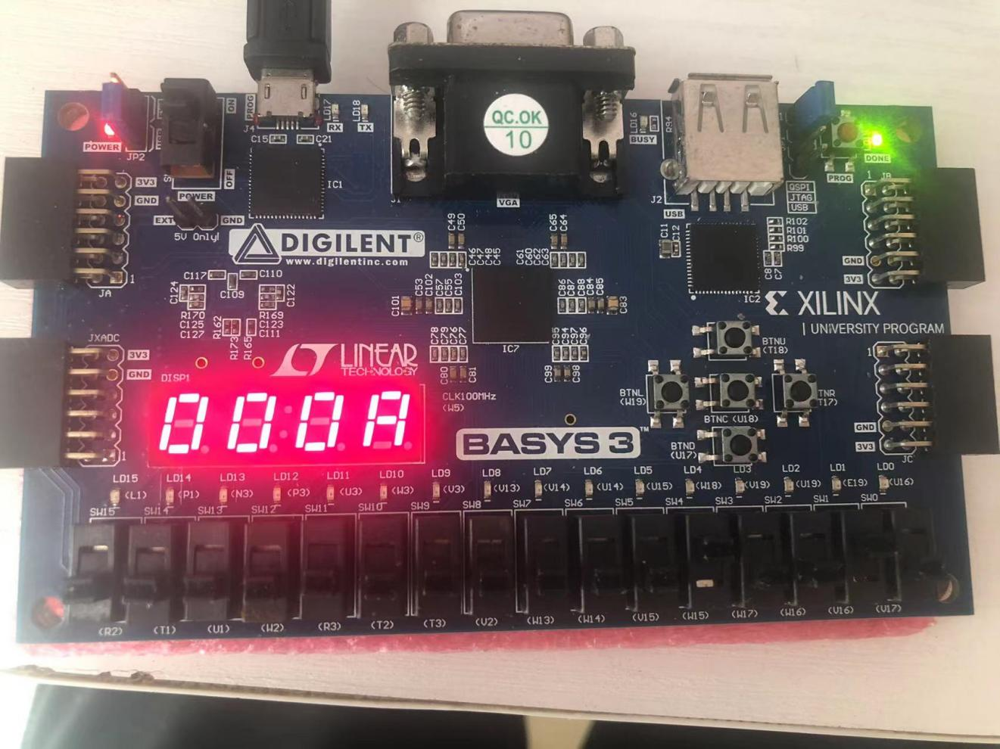 QC.OK
10
ON
PROG
J4
LD17
RX
LD18
TX
LD16
BUSY
R94
POWER
JP2
C15
C21
IC1
OFF
POWER
EXT
GND
5V Only!
VGA
J2
USB
DONE
PROG
QSPI
JTAG
USB
JB
1
GND
3V3
3V3
GND
1
JA
DIGILENT®
www.digilentinc.com
C49
C50
C65
C64
C46
C47
C48
C45
C61
C60
C62
C63
C11
C12
R102
R101
R100
R99
C8
C7
IC2
C117
C110
C109
C124
C122
R170
C125
C127
R162
R173
R165
R169
C123
C111
C101
C53
C102
C57
C55
C103
C86
C87
C88
C84
C85
C83
C78
C79
C76
C77
C80
C81
C95
C94
C97
C96
C99
C98
IC7
XILINX
UNIVERSITY PROGRAM
JXADC
3V3
GND
1
LINEAR
TECHNOLOGY
DISP1
000A
CLK100MHz
(W5)
BASYS 3™
BTNU
(T18)
BTNL
(W19)
BTNC (U18)
TNR
T17)
BTND
(U17)
1
GND
3V3
JC
LD15 LD14 LD13 LD12 LD11 LD10 LD9 LD8 LD7 LD6 LD5 LD4 LD3 LD2 LD1 LD0
(L1) (P1) (N3) (P3) (U3) (W3) (V3) (V13) (V14) (U14) (U15) (W18) (V19) (U19) (E19) (U16)
SW15 SW14 SW13 SW12 SW11 SW10 SW9 SW8 SW7 SW6 SW5 SW4 SW3 SW2 SW1 SW0
(R2) (T1) (U1) (W2) (R3) (T2) (T3) (V2) (W13) (W14) (V15) (W15) (W17) (W16) (V16) (V17)